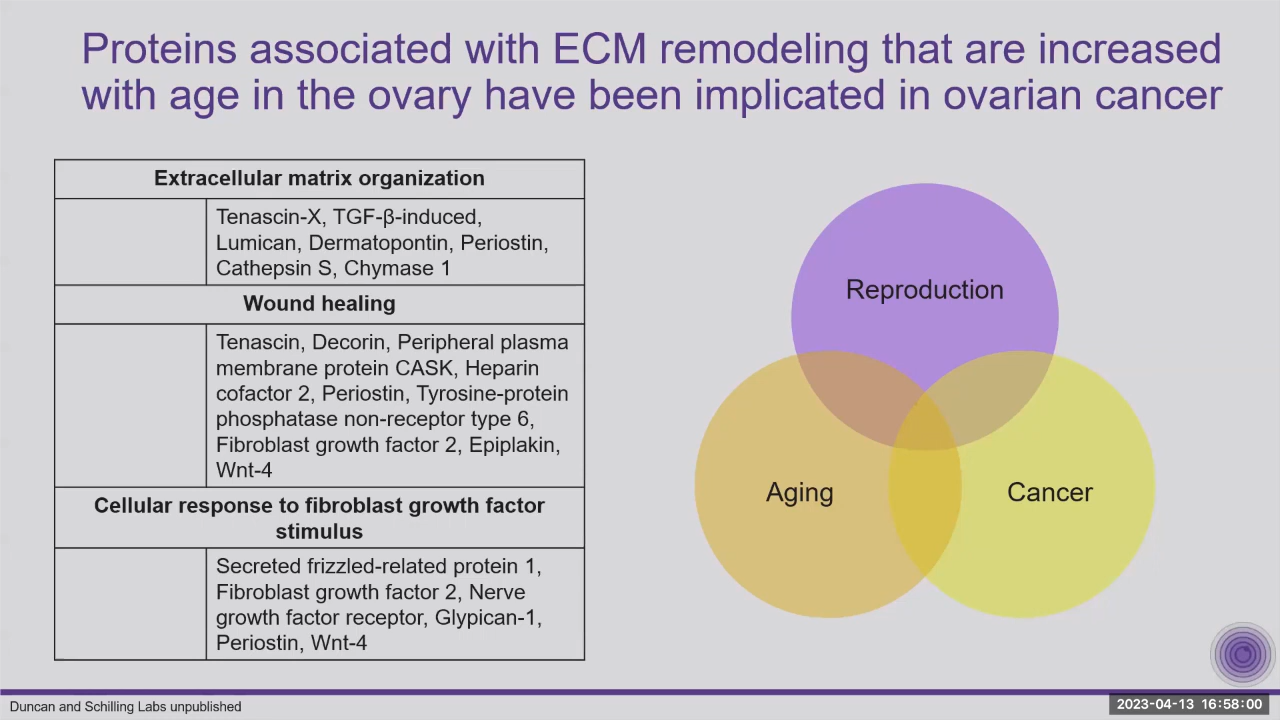 Proteins associated with ECM remodeling that are increased
with age in the ovary have been implicated in ovarian cancer
Extracellular matrix organization
Tenascin-X, TGF-β-induced,
Lumican, Dermatopontin, Periostin,
Cathepsin S, Chymase 1
Wound healing
Tenascin, Decorin, Peripheral plasma
membrane protein CASK, Heparin
cofactor 2, Periostin, Tyrosine-protein
phosphatase non-receptor type 6,
Fibroblast growth factor 2, Epiplakin,
Wnt-4
Cellular response to fibroblast growth factor
stimulus
Secreted frizzled-related protein 1,
Fibroblast growth factor 2, Nerve
growth factor receptor, Glypican-1,
Periostin, Wnt-4
Reproduction
Aging
Cancer
Duncan and Schilling Labs unpublished
2023-04-13 16:58:00